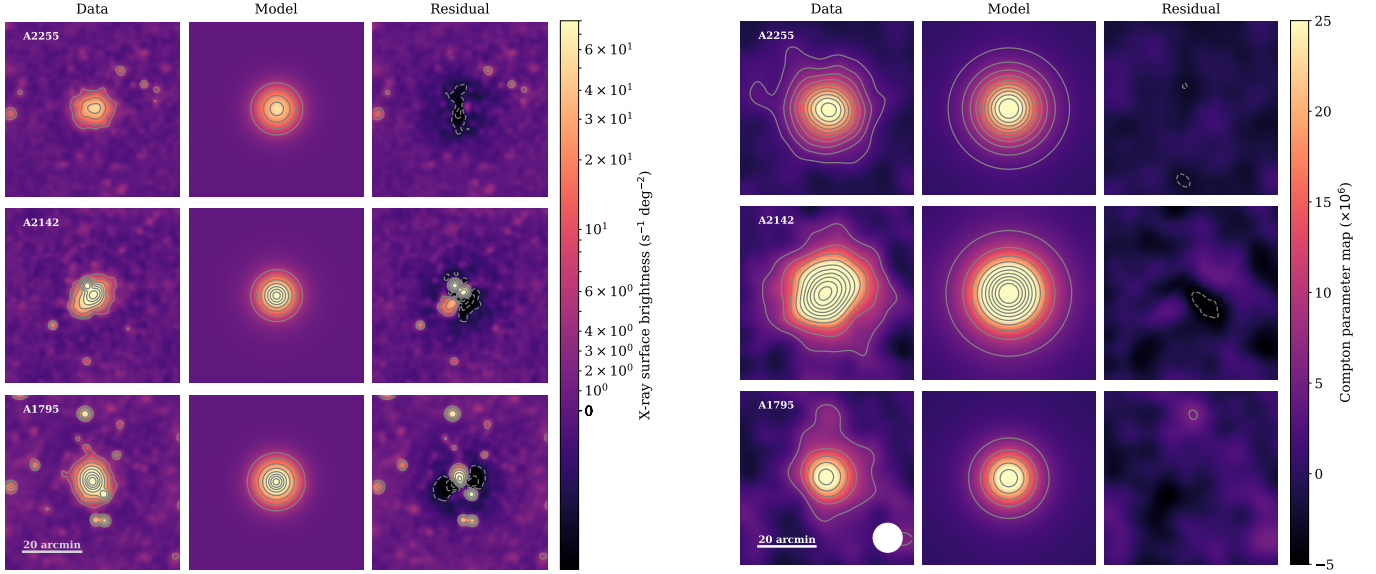 Data Model Residual
A2255
A2142
A1795
20 arcmin
6 × 10¹
4 × 10¹
3 × 10¹
2 × 10¹
10¹
6 × 10⁰
4 × 10⁰
3 × 10⁰
2 × 10⁰
10⁰
0
X-ray surface brightness (s⁻¹ deg⁻²)
Data Model Residual
A2255
A2142
A1795
20 arcmin
25
20
15
10
5
0
−5
Compton parameter map (×10⁶)